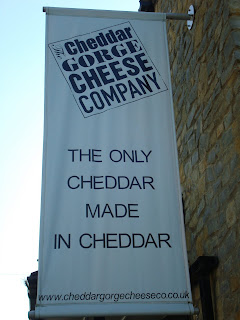 The Cheddar
GORGE
CHEESE
COMPANY
THE ONLY
CHEDDAR
MADE
IN CHEDDAR
www.cheddargorgecheeseco.co.uk